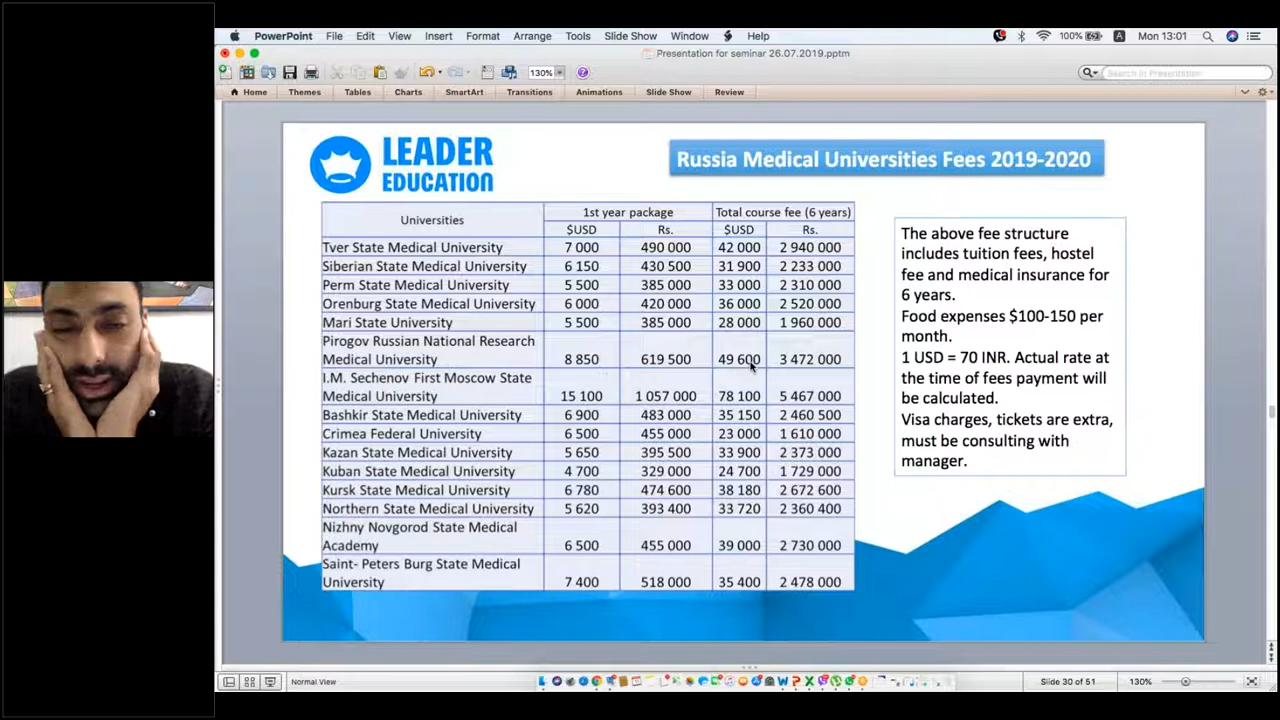 PowerPoint File Edit View Insert Format Arrange Tools Slide Show Window Help 100% A Mon 13:01
Presentation for seminar 26.07.2019.pptm
130% Search in Presentation
Home Themes Tables Charts SmartArt Transitions Animations Slide Show Review
LEADER
EDUCATION
Russia Medical Universities Fees 2019-2020
Universities 1st year package Total course fee (6 years)
$USD Rs. $USD Rs.
Tver State Medical University 7 000 490 000 42 000 2 940 000
Siberian State Medical University 6 150 430 500 31 900 2 233 000
Perm State Medical University 5 500 385 000 33 000 2 310 000
Orenburg State Medical University 6 000 420 000 36 000 2 520 000
Mari State University 5 500 385 000 28 000 1 960 000
Pirogov Russian National Research
Medical University 8 850 619 500 49 600 3 472 000
I.M. Sechenov First Moscow State
Medical University 15 100 1 057 000 78 100 5 467 000
Bashkir State Medical University 6 900 483 000 35 150 2 460 500
Crimea Federal University 6 500 455 000 23 000 1 610 000
Kazan State Medical University 5 650 395 500 33 900 2 373 000
Kuban State Medical University 4 700 329 000 24 700 1 729 000
Kursk State Medical University 6 780 474 600 38 180 2 672 600
Northern State Medical University 5 620 393 400 33 720 2 360 400
Nizhny Novgorod State Medical
Academy 6 500 455 000 39 000 2 730 000
Saint- Peters Burg State Medical
University 7 400 518 000 35 400 2 478 000
The above fee structure
includes tuition fees, hostel
fee and medical insurance for
6 years.
Food expenses $100-150 per
month.
1 USD = 70 INR. Actual rate at
the time of fees payment will
be calculated.
Visa charges, tickets are extra,
must be consulting with
manager.
Normal View Slide 30 of 51 130%